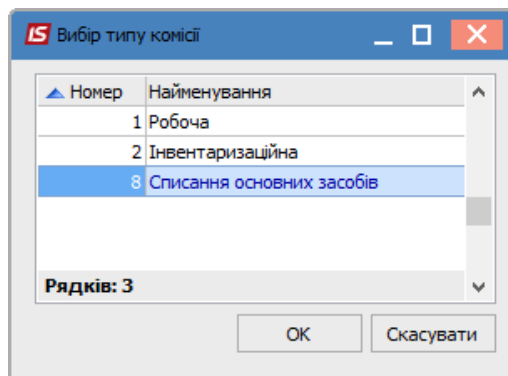 IS Вибір типу комісії
Номер Найменування
1 Робоча
2 Інвентаризаційна
8 Списання основних засобів
Рядків: 3
OK Скасувати